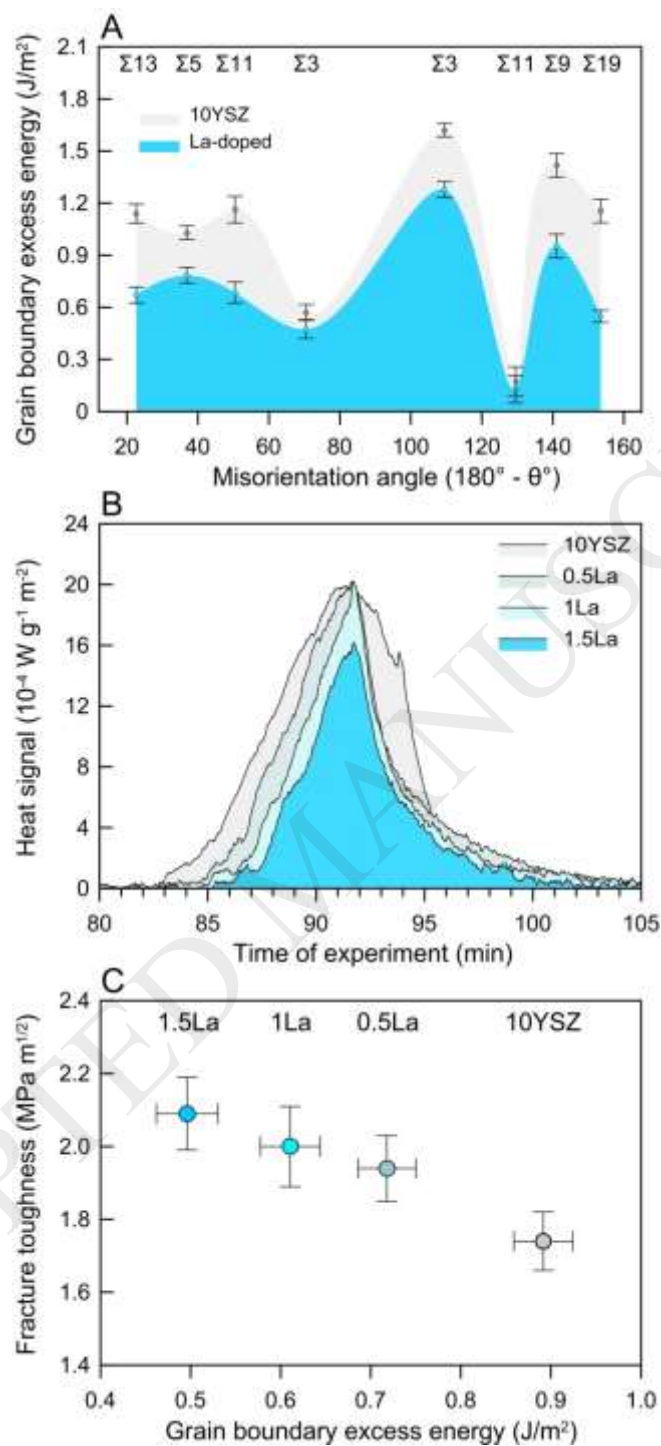 A
Σ13 Σ5 Σ11 Σ3 Σ3 Σ11 Σ9 Σ19
10YSZ
La-doped
Grain boundary excess energy (J/m²)
2.1
1.8
1.5
1.2
0.9
0.6
0.3
0
20 40 60 80 100 120 140 160
Misorientation angle (180° - θ°)
B
10YSZ
0.5La
1La
1.5La
Heat signal (10⁻⁴ W g⁻¹ m⁻²)
24
20
16
12
8
4
0
80 85 90 95 100 105
Time of experiment (min)
C
1.5La 1La 0.5La 10YSZ
Fracture toughness (MPa m¹ᐟ²)
2.4
2.2
2.0
1.8
1.6
1.4
0.4 0.5 0.6 0.7 0.8 0.9 1.0
Grain boundary excess energy (J/m²)
PTED MANUSC